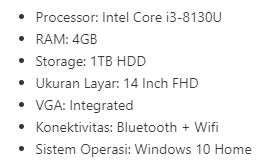 • Processor: Intel Core i3-8130U
• RAM: 4GB
• Storage: 1TB HDD
• Ukuran Layar: 14 Inch FHD
• VGA: Integrated
• Konektivitas: Bluetooth + Wifi
• Sistem Operasi: Windows 10 Home